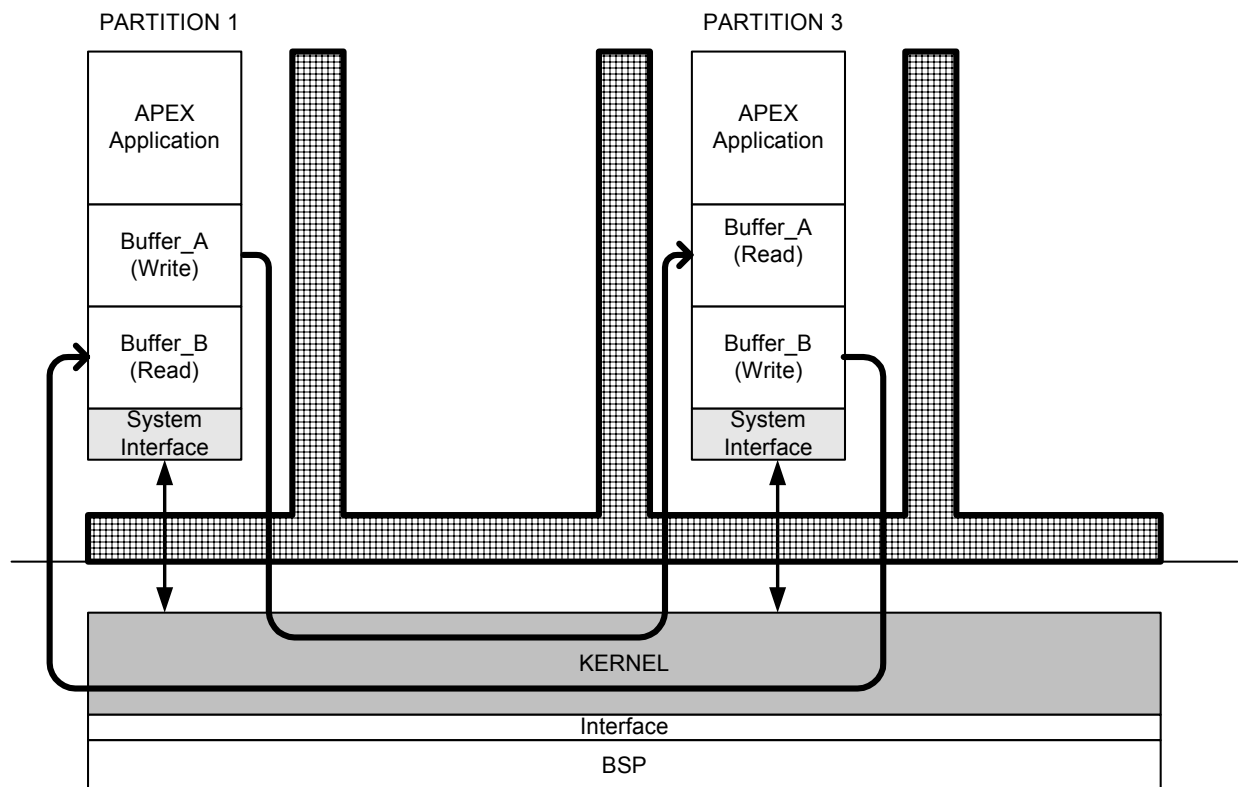 PARTITION 1
PARTITION 3
APEX
Application
APEX
Application
Buffer_A
(Write)
Buffer_A
(Read)
Buffer_B
(Read)
Buffer_B
(Write)
System
Interface
System
Interface
KERNEL
Interface
BSP